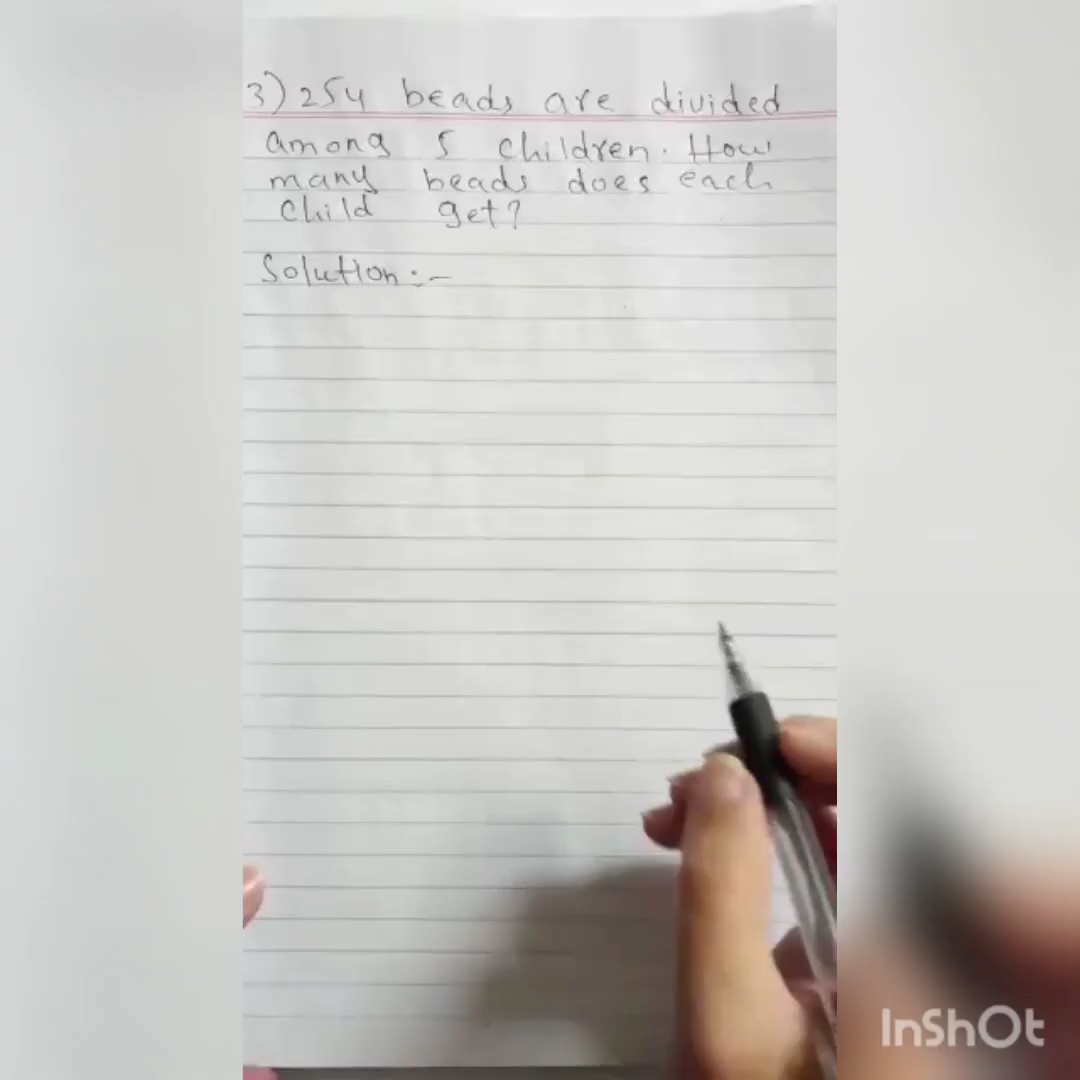 3) 254 beads are divided
among 5 children. How
many beads does each
child get?
Solution :-
InShOt